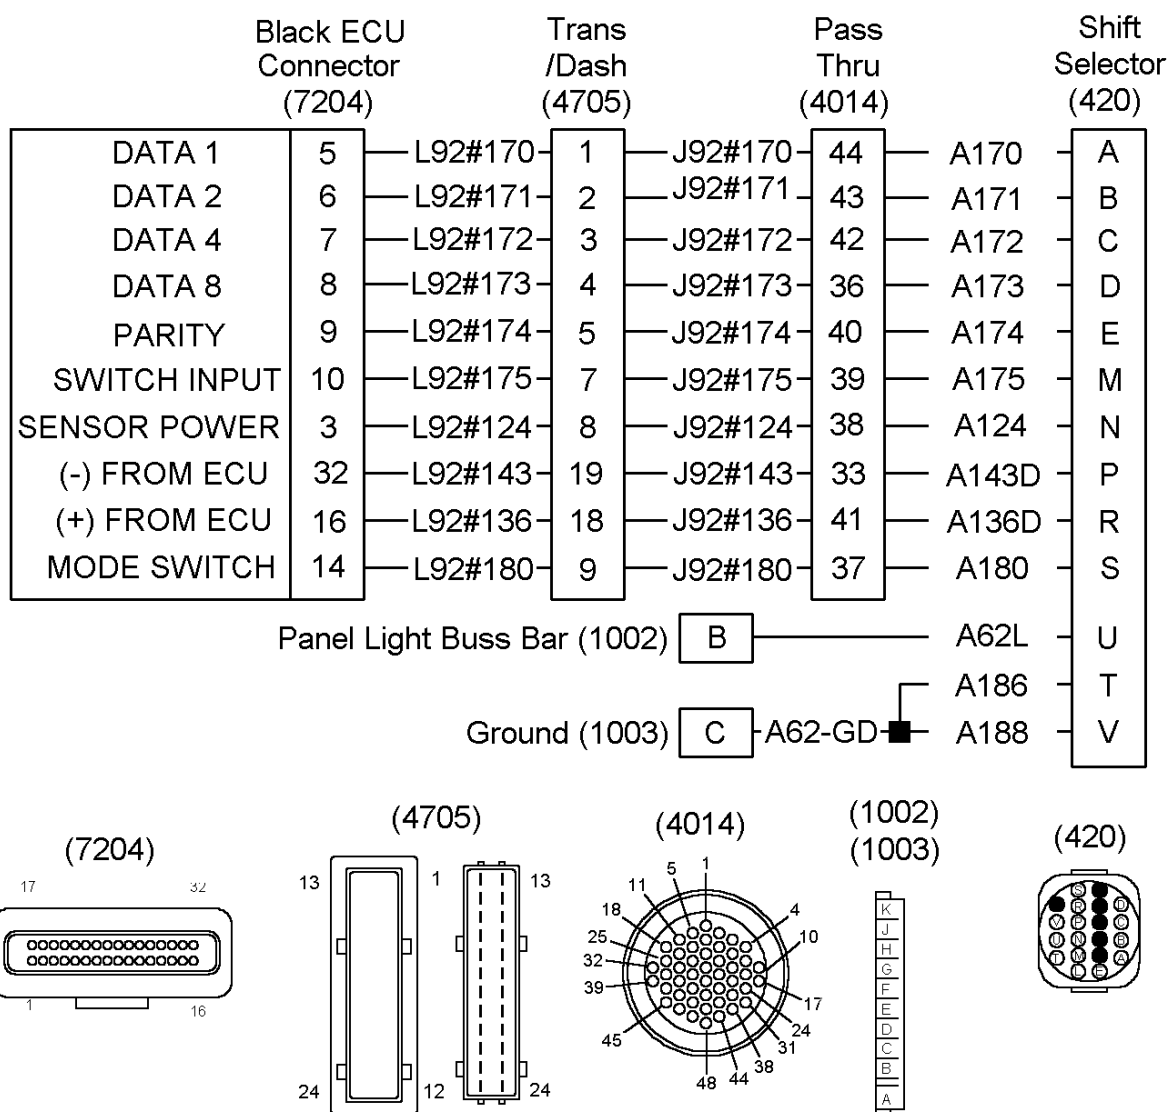 Black ECU Connector (7204)
Trans /Dash (4705)
Pass Thru (4014)
Shift Selector (420)
DATA 1 5 L92#170 1 J92#170 44 A170 A
DATA 2 6 L92#171 2 J92#171 43 A171 B
DATA 4 7 L92#172 3 J92#172 42 A172 C
DATA 8 8 L92#173 4 J92#173 36 A173 D
PARITY 9 L92#174 5 J92#174 40 A174 E
SWITCH INPUT 10 L92#175 7 J92#175 39 A175 M
SENSOR POWER 3 L92#124 8 J92#124 38 A124 N
(-) FROM ECU 32 L92#143 19 J92#143 33 A143D P
(+) FROM ECU 16 L92#136 18 J92#136 41 A136D R
MODE SWITCH 14 L92#180 9 J92#180 37 A180 S
Panel Light Buss Bar (1002) B A62L U
A186 T
Ground (1003) C A62-GD A188 V
(7204)
17 32
1 16
(4705)
13 1 13
24 12 24
(4014)
1
5
11
18
25
32
39
45
4
10
17
24
31
38
44
48
(1002)
(1003)
K
J
H
G
F
E
D
C
B
A
(420)
S
R D
V P C
U N B
T M A
L E